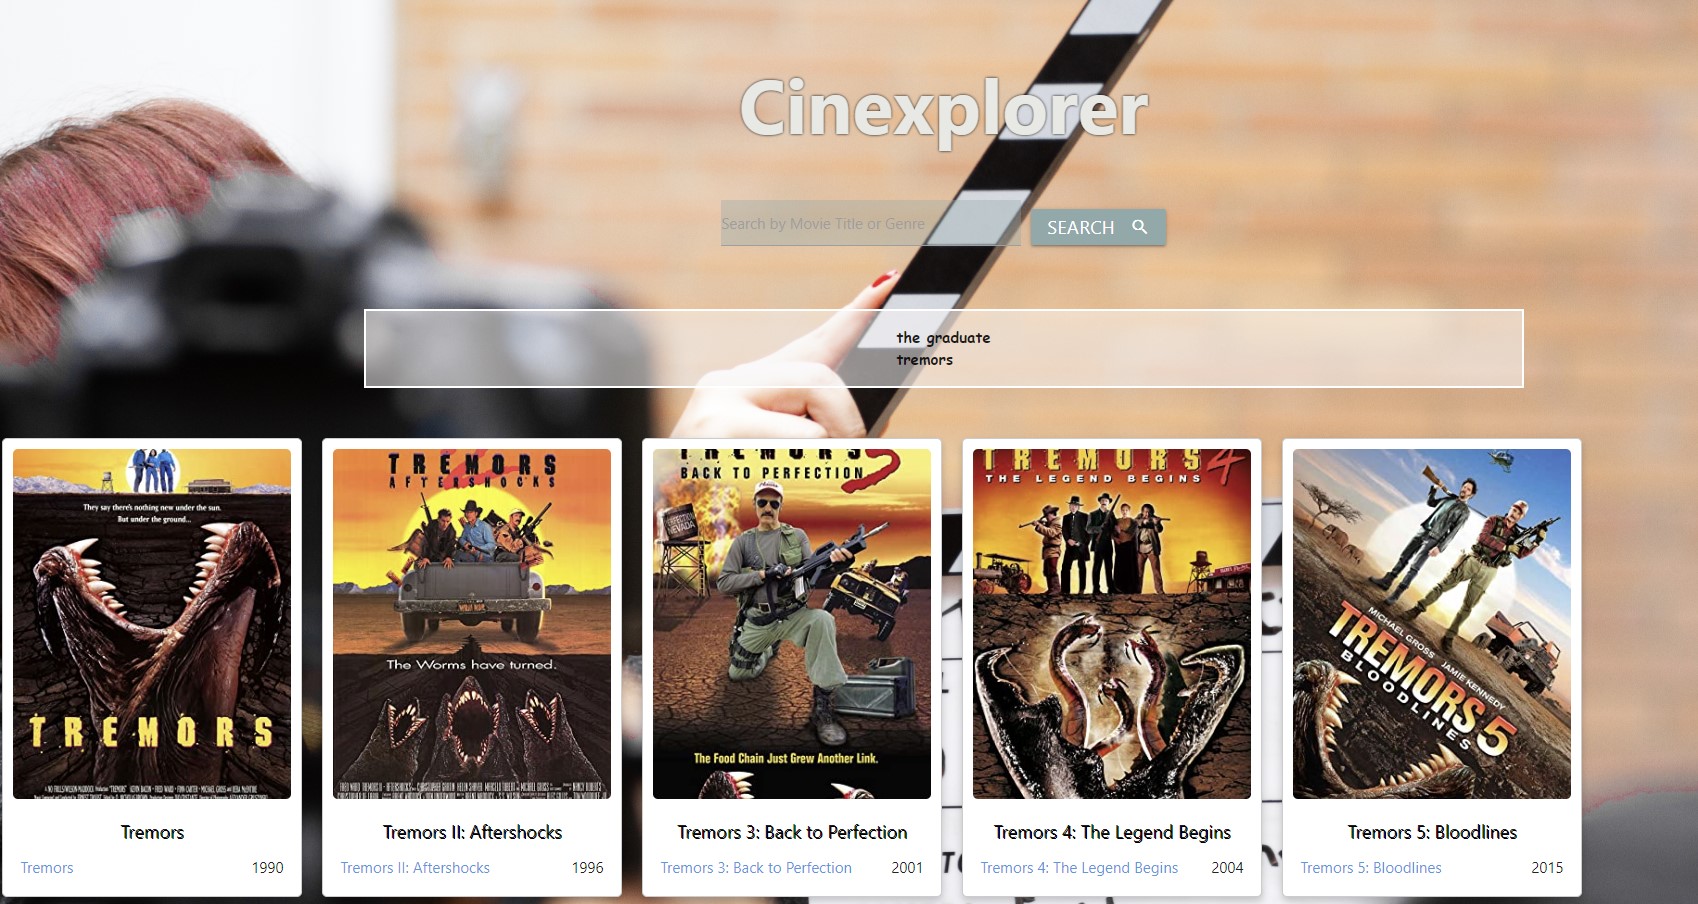 Cinexplorer
Search by Movie Title or Genre
SEARCH
the graduate
tremors
They say there's nothing new under the sun.
But under the ground...
TREMORS
Tremors
Tremors
1990
TREMORS 2
AFTERSHOCKS
The Worms have turned.
Tremors II: Aftershocks
Tremors II: Aftershocks
1996
TREMORS 3
BACK TO PERFECTION
PERFECTION
NEVADA
The Food Chain Just Grew Another Link.
Tremors 3: Back to Perfection
Tremors 3: Back to Perfection
2001
TREMORS 4
THE LEGEND BEGINS
Tremors 4: The Legend Begins
Tremors 4: The Legend Begins
2004
MICHAEL GROSS JAMIE KENNEDY
TREMORS 5
BLOODLINES
Tremors 5: Bloodlines
Tremors 5: Bloodlines
2015